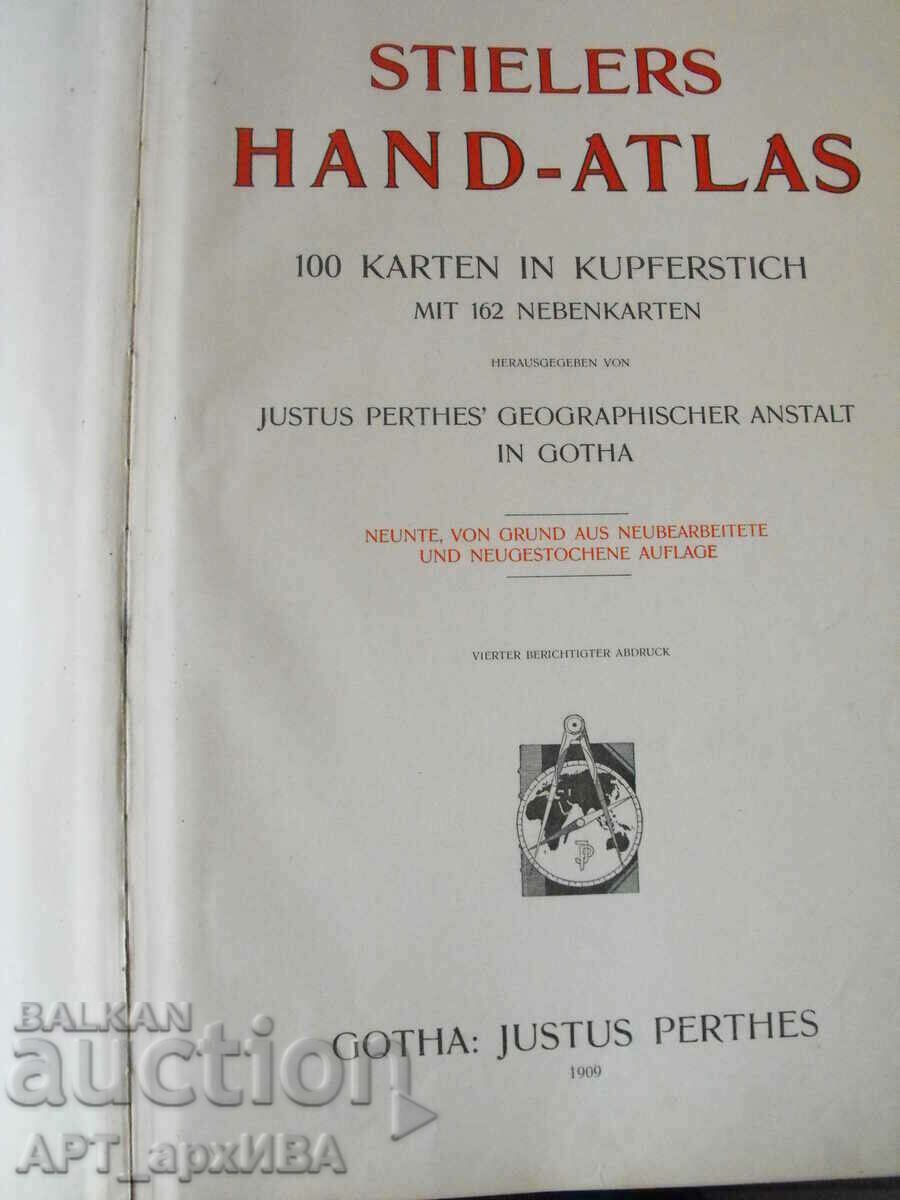 STIELERS
HAND-ATLAS
100 KARTEN IN KUPFERSTICH
MIT 162 NEBENKARTEN
HERAUSGEGEBEN VON
JUSTUS PERTHES' GEOGRAPHISCHER ANSTALT
IN GOTHA
NEUNTE, VON GRUND AUS NEUBEARBEITETE
UND NEUGESTOCHENE AUFLAGE
VIERTER BERICHTIGTER ABDRUCK
JP
GOTHA: JUSTUS PERTHES
1909
BALKAN
auction
АРТ_архИВА